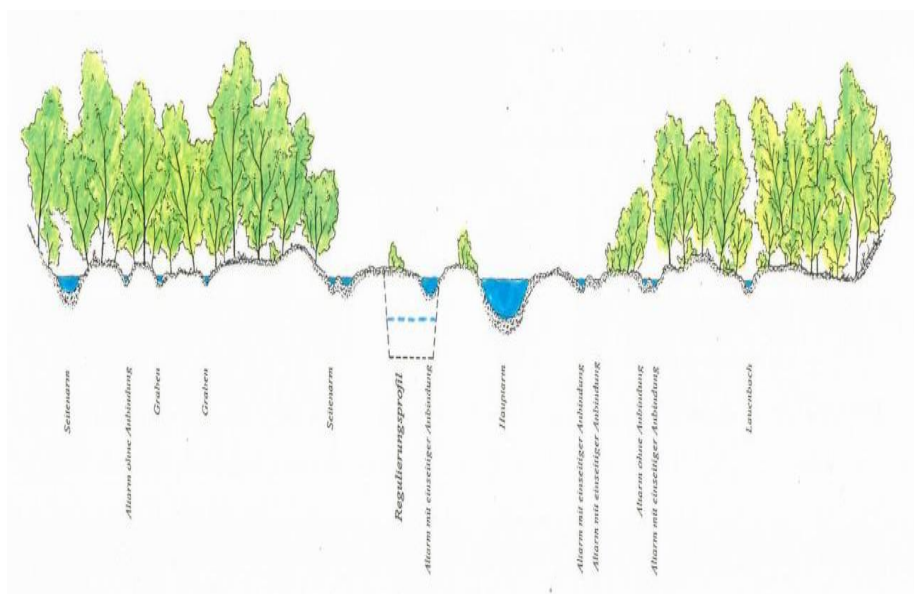 Seitenarm
Altarm ohne Anbindung
Graben
Graben
Seitenarm
Regulierungsprofil
Altarm mit einseitiger Anbindung
Hauptarm
Altarm mit einseitiger Anbindung
Altarm mit einseitiger Anbindung
Altarm ohne Anbindung
Altarm mit einseitiger Anbindung
Lauenbach